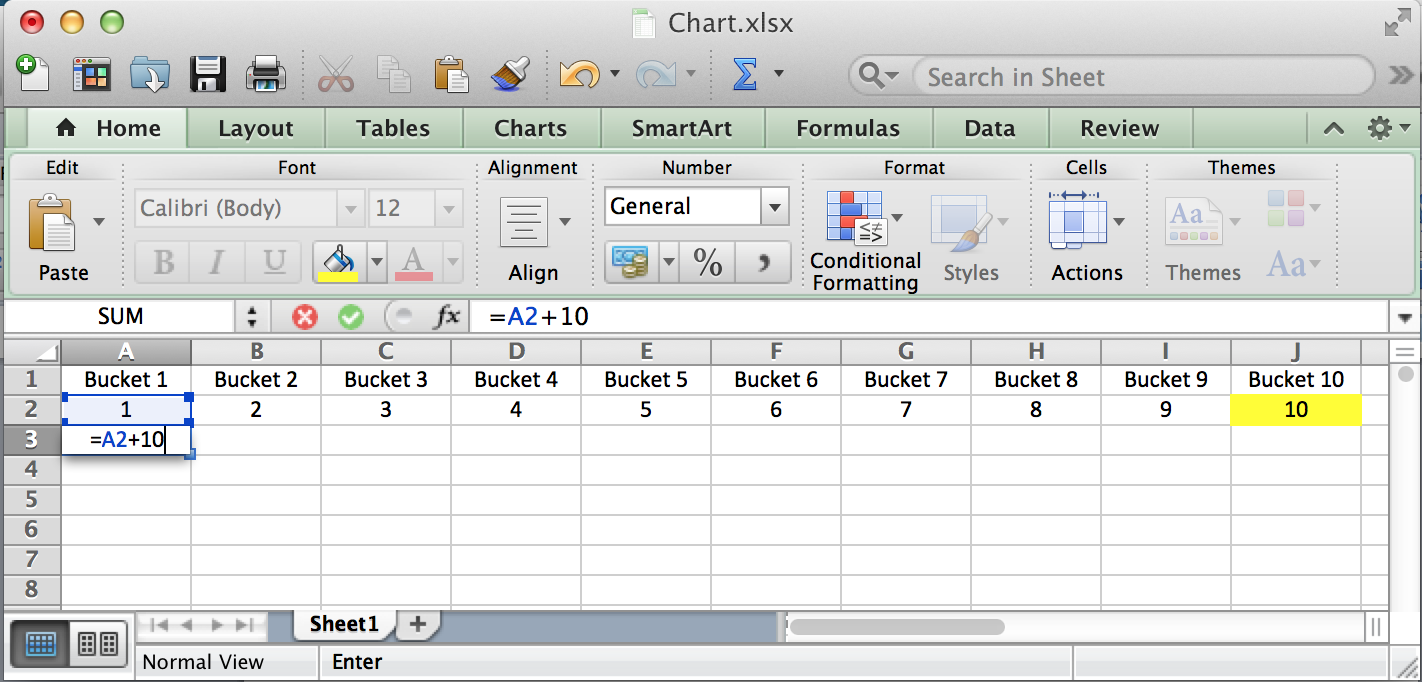 Chart.xlsx
Search in Sheet
Home Layout Tables Charts SmartArt Formulas Data Review
Edit Font Alignment Number Format Cells Themes
Calibri (Body) 12 General
B I U A % Aa
Paste Align Conditional Formatting Styles Actions Themes Aa
SUM fx =A2+10
A B C D E F G H I J
1 Bucket 1 Bucket 2 Bucket 3 Bucket 4 Bucket 5 Bucket 6 Bucket 7 Bucket 8 Bucket 9 Bucket 10
2 1 2 3 4 5 6 7 8 9 10
3 =A2+10
4
5
6
7
8
Sheet1
Normal View Enter